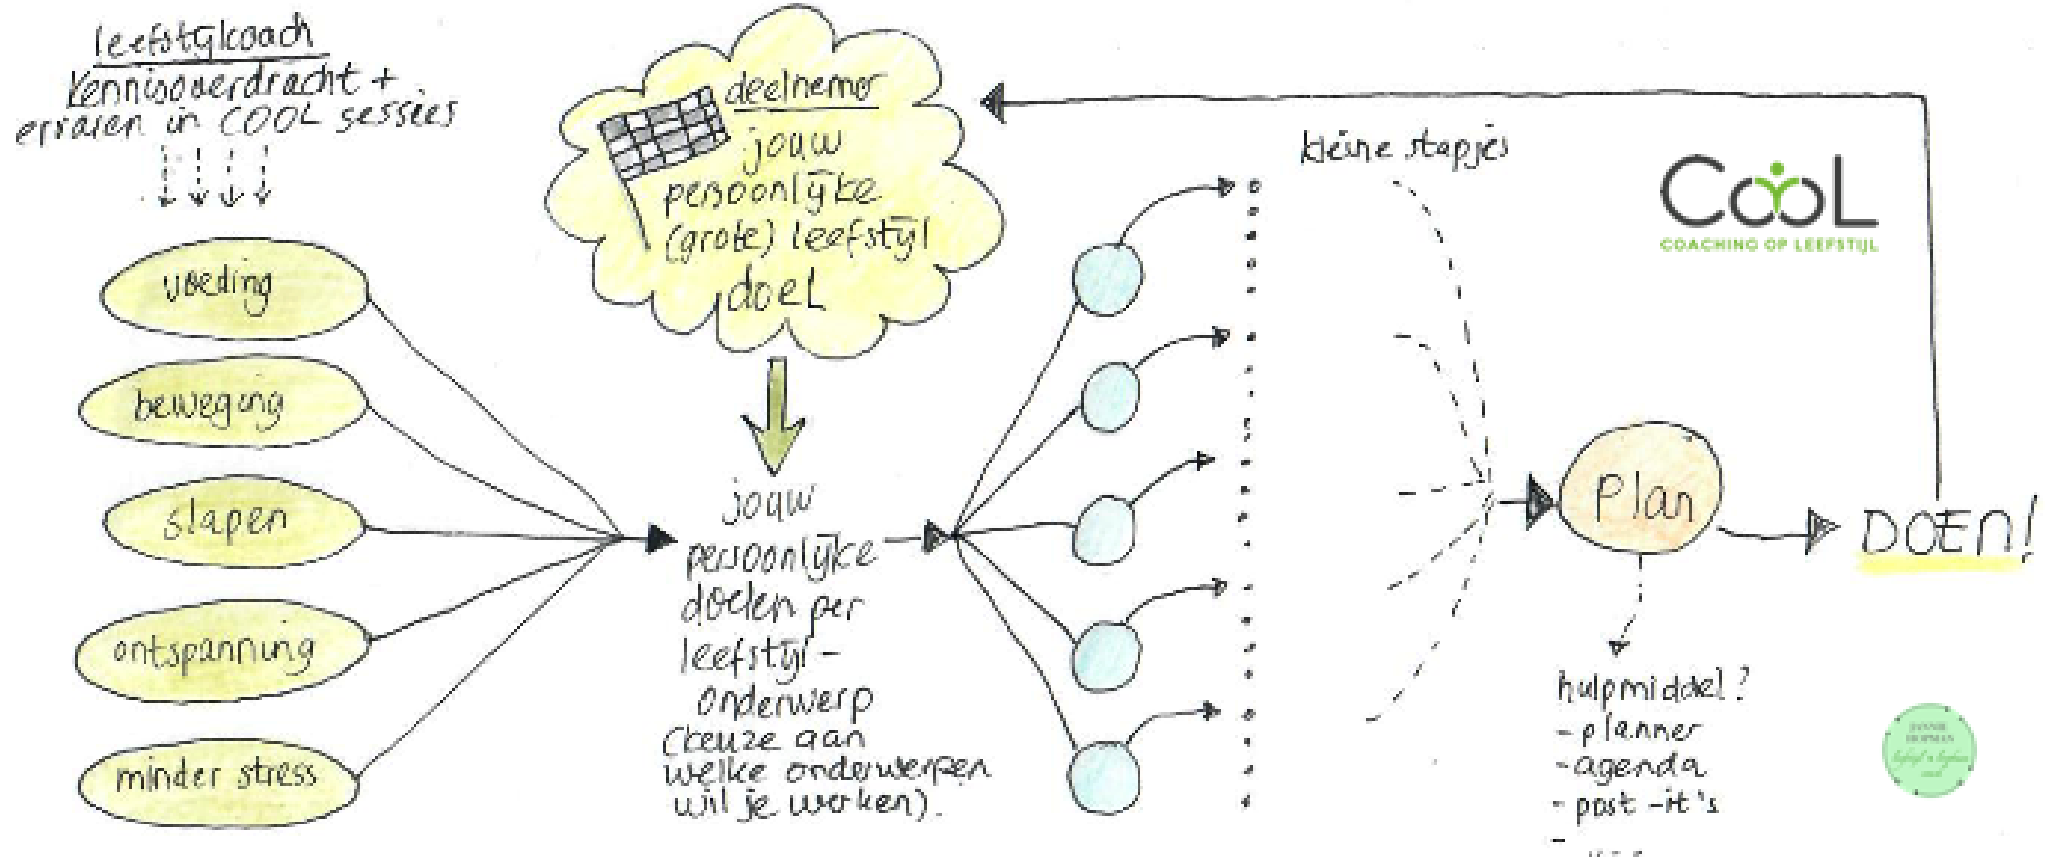 leefstijlcoach
kennisoverdracht +
ervaren in COOL sessies
voeding
beweging
slapen
ontspanning
minder stress
deelnemer
jouw
persoonlijke
(grote) leefstijl
doel
jouw
persoonlijke
doelen per
leefstijl-
onderwerp
(keuze aan
welke onderwerpen
wil je werken).
kleine stapjes
CooL
COACHING OP LEEFSTIJL
Plan
DOEN!
hulpmiddel?
- planner
- agenda
- post-it's
-
HOFMAN